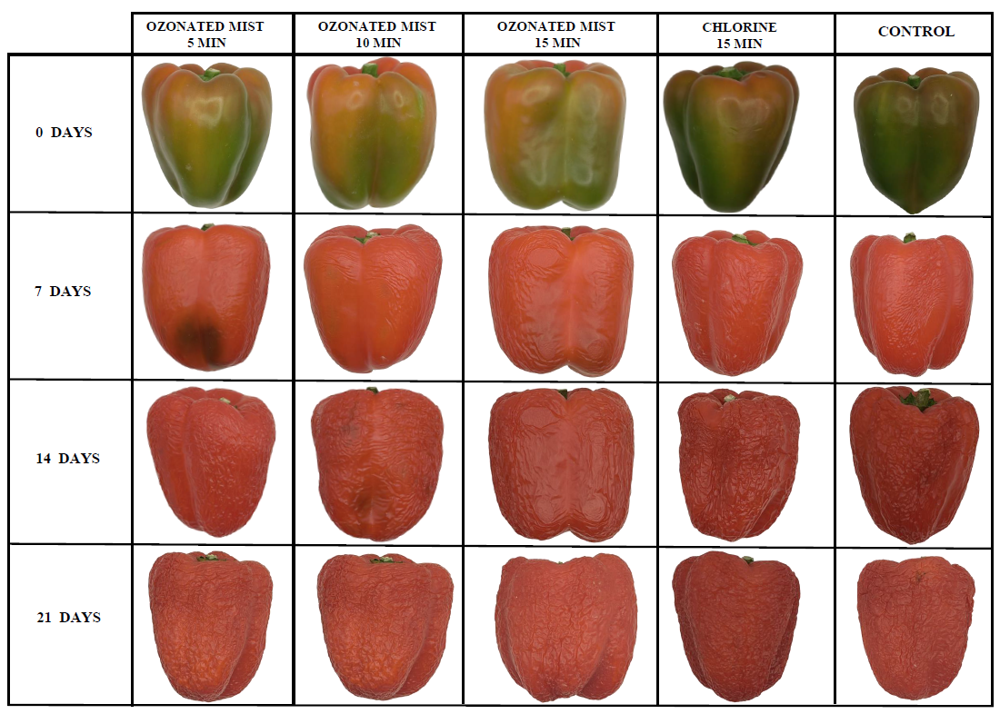 OZONATED MIST
5 MIN
OZONATED MIST
10 MIN
OZONATED MIST
15 MIN
CHLORINE
15 MIN
CONTROL
0 DAYS
7 DAYS
14 DAYS
21 DAYS